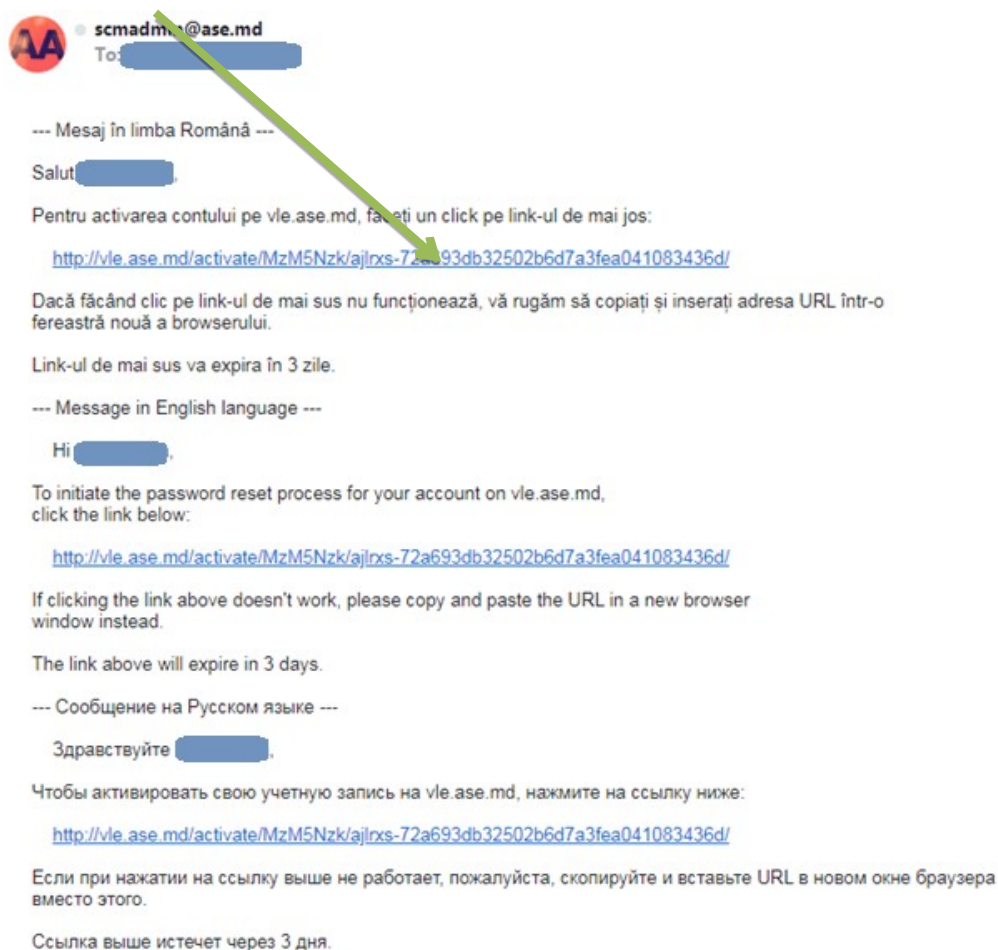 AA
scmadmin@ase.md
To:
--- Mesaj în limba Română ---
Salut ,
Pentru activarea contului pe vle.ase.md, faceți un click pe link-ul de mai jos:
http://vle.ase.md/activate/MzM5Nzk/ajlrxs-72a693db32502b6d7a3fea041083436d/
Dacă făcând clic pe link-ul de mai sus nu funcționează, vă rugăm să copiați și inserați adresa URL într-o
fereastră nouă a browserului.
Link-ul de mai sus va expira în 3 zile.
--- Message in English language ---
Hi ,
To initiate the password reset process for your account on vle.ase.md,
click the link below:
http://vle.ase.md/activate/MzM5Nzk/ajlrxs-72a693db32502b6d7a3fea041083436d/
If clicking the link above doesn't work, please copy and paste the URL in a new browser
window instead.
The link above will expire in 3 days.
--- Сообщение на Русском языке ---
Здравствуйте ,
Чтобы активировать свою учетную запись на vle.ase.md, нажмите на ссылку ниже:
http://vle.ase.md/activate/MzM5Nzk/ajlrxs-72a693db32502b6d7a3fea041083436d/
Если при нажатии на ссылку выше не работает, пожалуйста, скопируйте и вставьте URL в новом окне браузера
вместо этого.
Ссылка выше истечет через 3 дня.